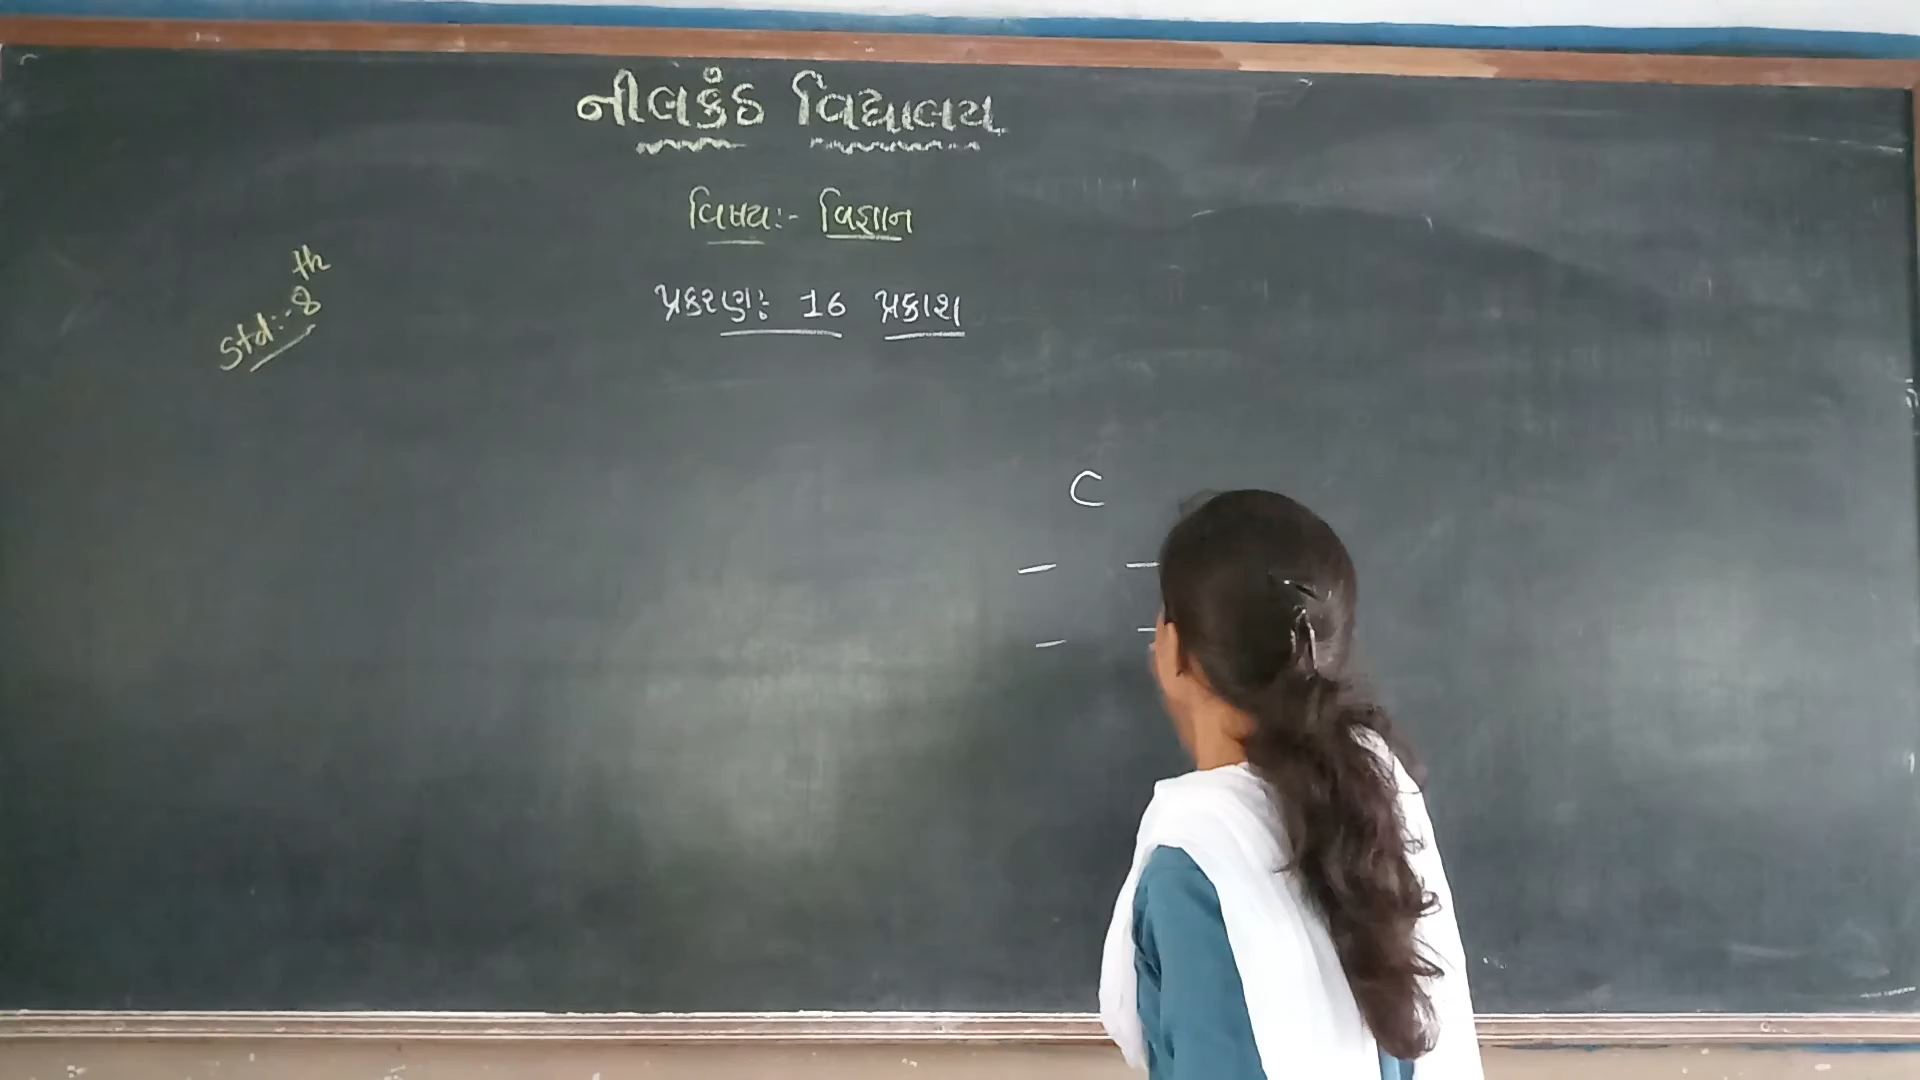 નીલકંઠ વિદ્યાલય
વિષય:- વિજ્ઞાન
Std:- 8th
પ્રકરણ: 16 પ્રકાશ
C